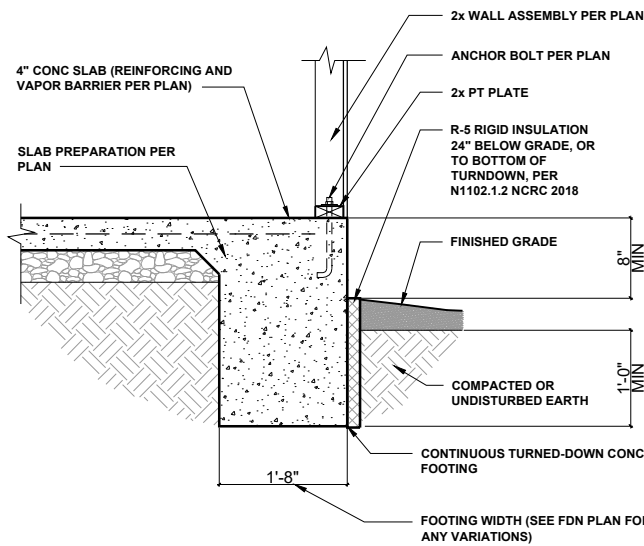 2x WALL ASSEMBLY PER PLAN
ANCHOR BOLT PER PLAN
4" CONC SLAB (REINFORCING AND
VAPOR BARRIER PER PLAN)
2x PT PLATE
R-5 RIGID INSULATION
24" BELOW GRADE, OR
TO BOTTOM OF
TURNDOWN, PER
N1102.1.2 NCRC 2018
SLAB PREPARATION PER
PLAN
FINISHED GRADE
8"
MIN
COMPACTED OR
UNDISTURBED EARTH
1'-0"
MIN
CONTINUOUS TURNED-DOWN CONC
FOOTING
1'-8"
FOOTING WIDTH (SEE FDN PLAN FOR
ANY VARIATIONS)